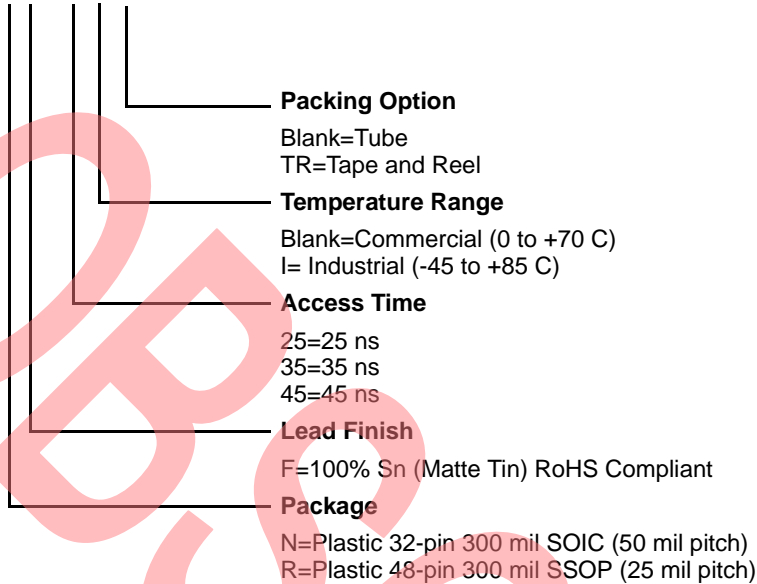 Packing Option
Blank=Tube
TR=Tape and Reel
Temperature Range
Blank=Commercial (0 to +70 C)
I= Industrial (-45 to +85 C)
Access Time
25=25 ns
35=35 ns
45=45 ns
Lead Finish
F=100% Sn (Matte Tin) RoHS Compliant
Package
N=Plastic 32-pin 300 mil SOIC (50 mil pitch)
R=Plastic 48-pin 300 mil SSOP (25 mil pitch)